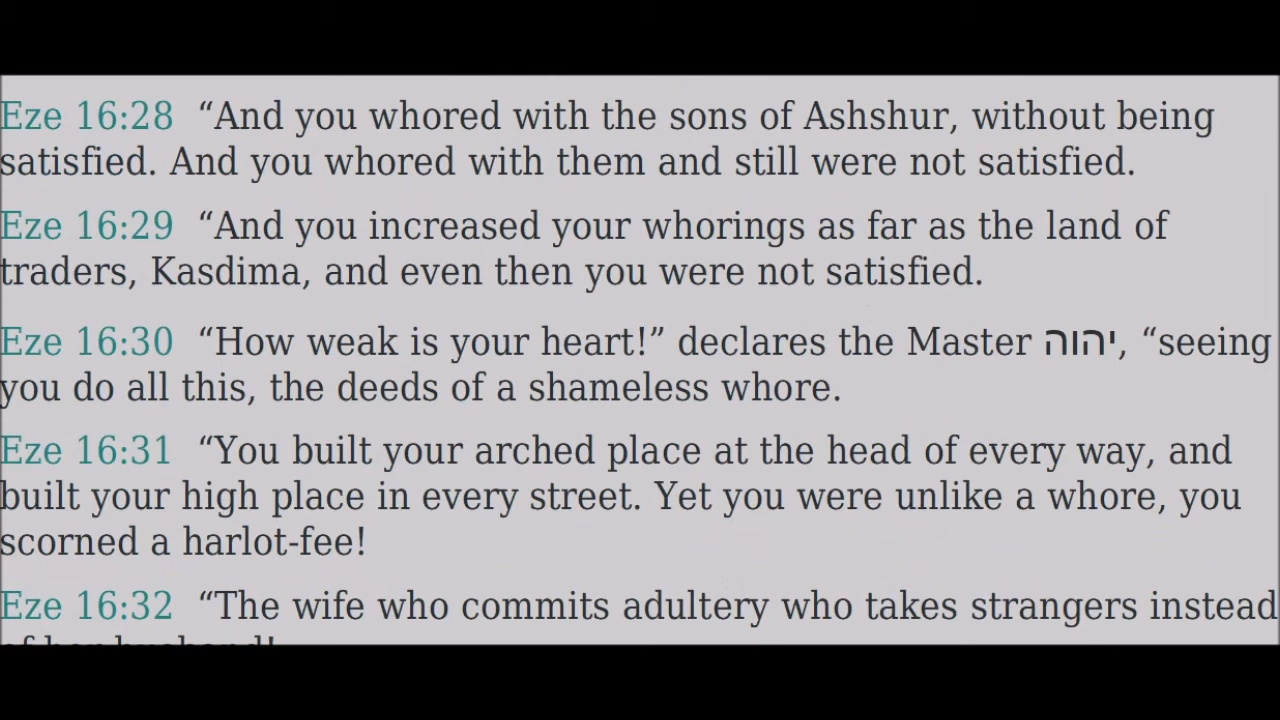 Eze 16:28 “And you whored with the sons of Ashshur, without being
satisfied. And you whored with them and still were not satisfied.
Eze 16:29 “And you increased your whorings as far as the land of
traders, Kasdima, and even then you were not satisfied.
Eze 16:30 “How weak is your heart!” declares the Master יהוה, “seeing
you do all this, the deeds of a shameless whore.
Eze 16:31 “You built your arched place at the head of every way, and
built your high place in every street. Yet you were unlike a whore, you
scorned a harlot-fee!
Eze 16:32 “The wife who commits adultery who takes strangers instead
of her husband!